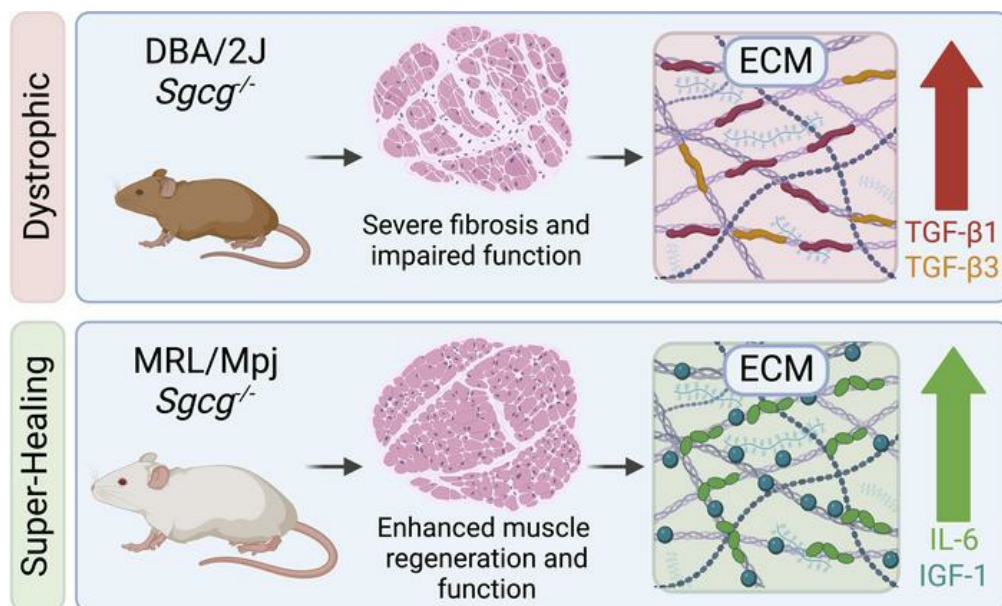 Dystrophic
DBA/2J
Sgcg-/-
Severe fibrosis and
impaired function
ECM
TGF-β1
TGF-β3
Super-Healing
MRL/Mpj
Sgcg-/-
Enhanced muscle
regeneration and
function
ECM
IL-6
IGF-1